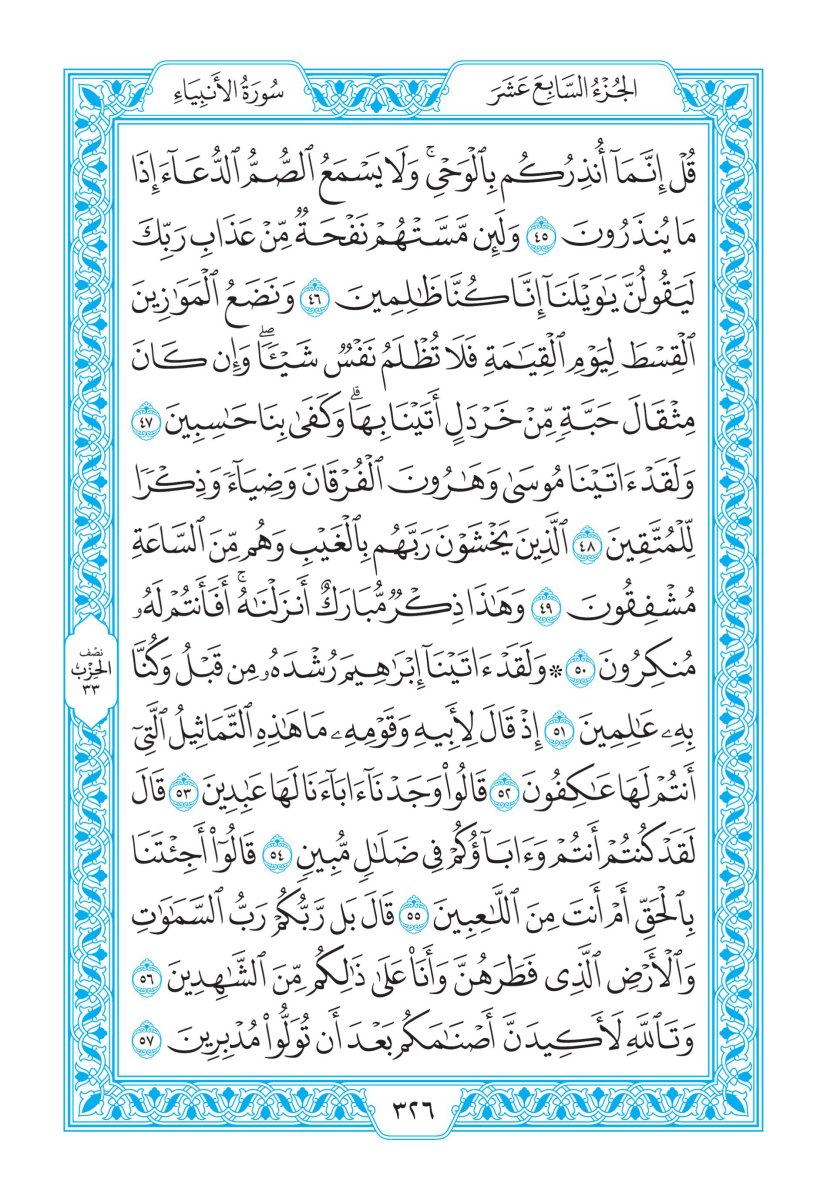 الجُزْءُ السَّابِعَ عَشَرَ
سُورَةُ الأَنبِيَاءِ
قُلۡ إِنَّمَآ أُنذِرُكُم بِٱلۡوَحۡيِۚ وَلَا يَسۡمَعُ ٱلصُّمُّ ٱلدُّعَآءَ إِذَا
مَا يُنذَرُونَ ٤٥ وَلَئِن مَّسَّتۡهُمۡ نَفۡحَةٞ مِّنۡ عَذَابِ رَبِّكَ
لَيَقُولُنَّ يَٰوَيۡلَنَآ إِنَّا كُنَّا ظَٰلِمِينَ ٤٦ وَنَضَعُ ٱلۡمَوَٰزِينَ
ٱلۡقِسۡطَ لِيَوۡمِ ٱلۡقِيَٰمَةِ فَلَا تُظۡلَمُ نَفۡسٞ شَيۡـٔٗاۖ وَإِن كَانَ
مِثۡقَالَ حَبَّةٖ مِّنۡ خَرۡدَلٍ أَتَيۡنَا بِهَاۗ وَكَفَىٰ بِنَا حَٰسِبِينَ ٤٧
وَلَقَدۡ ءَاتَيۡنَا مُوسَىٰ وَهَٰرُونَ ٱلۡفُرۡقَانَ وَضِيَآءٗ وَذِكۡرٗا
لِّلۡمُتَّقِينَ ٤٨ ٱلَّذِينَ يَخۡشَوۡنَ رَبَّهُم بِٱلۡغَيۡبِ وَهُم مِّنَ ٱلسَّاعَةِ
مُشۡفِقُونَ ٤٩ وَهَٰذَا ذِكۡرٞ مُّبَارَكٌ أَنزَلۡنَٰهُۚ أَفَأَنتُمۡ لَهُۥ
مُنكِرُونَ ٥٠ ۞ وَلَقَدۡ ءَاتَيۡنَآ إِبۡرَٰهِيمَ رُشۡدَهُۥ مِن قَبۡلُ وَكُنَّا
بِهِۦ عَٰلِمِينَ ٥١ إِذۡ قَالَ لِأَبِيهِ وَقَوۡمِهِۦ مَا هَٰذِهِ ٱلتَّمَاثِيلُ ٱلَّتِيٓ
أَنتُمۡ لَهَا عَٰكِفُونَ ٥٢ قَالُواْ وَجَدۡنَآ ءَابَآءَنَا لَهَا عَٰبِدِينَ ٥٣ قَالَ
لَقَدۡ كُنتُمۡ أَنتُمۡ وَءَابَآؤُكُمۡ فِي ضَلَٰلٖ مُّبِينٖ ٥٤ قَالُوٓاْ أَجِئۡتَنَا
بِٱلۡحَقِّ أَمۡ أَنتَ مِنَ ٱللَّٰعِبِينَ ٥٥ قَالَ بَل رَّبُّكُمۡ رَبُّ ٱلسَّمَٰوَٰتِ
وَٱلۡأَرۡضِ ٱلَّذِي فَطَرَهُنَّ وَأَنَا۠ عَلَىٰ ذَٰلِكُم مِّنَ ٱلشَّٰهِدِينَ ٥٦
وَتَٱللَّهِ لَأَكِيدَنَّ أَصۡنَٰمَكُم بَعۡدَ أَن تُوَلُّواْ مُدۡبِرِينَ ٥٧
نصف
الحزب
٣٣
٣٢٦